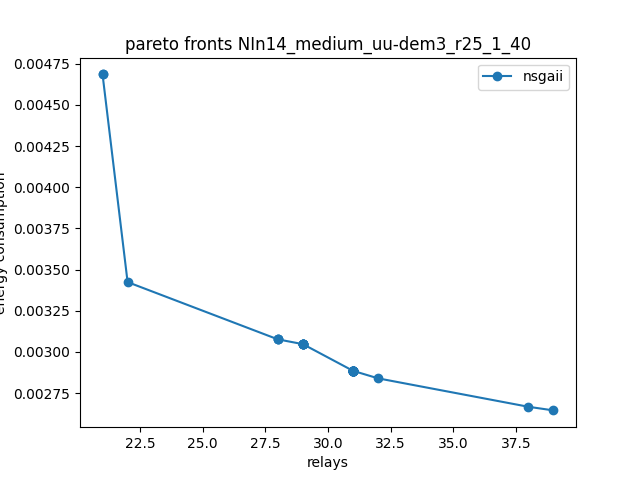 pareto fronts NIn14_medium_uu-dem3_r25_1_40
nsgaii
0.00475
0.00450
0.00425
0.00400
0.00375
0.00350
0.00325
0.00300
0.00275
energy consumption
22.5 25.0 27.5 30.0 32.5 35.0 37.5
relays